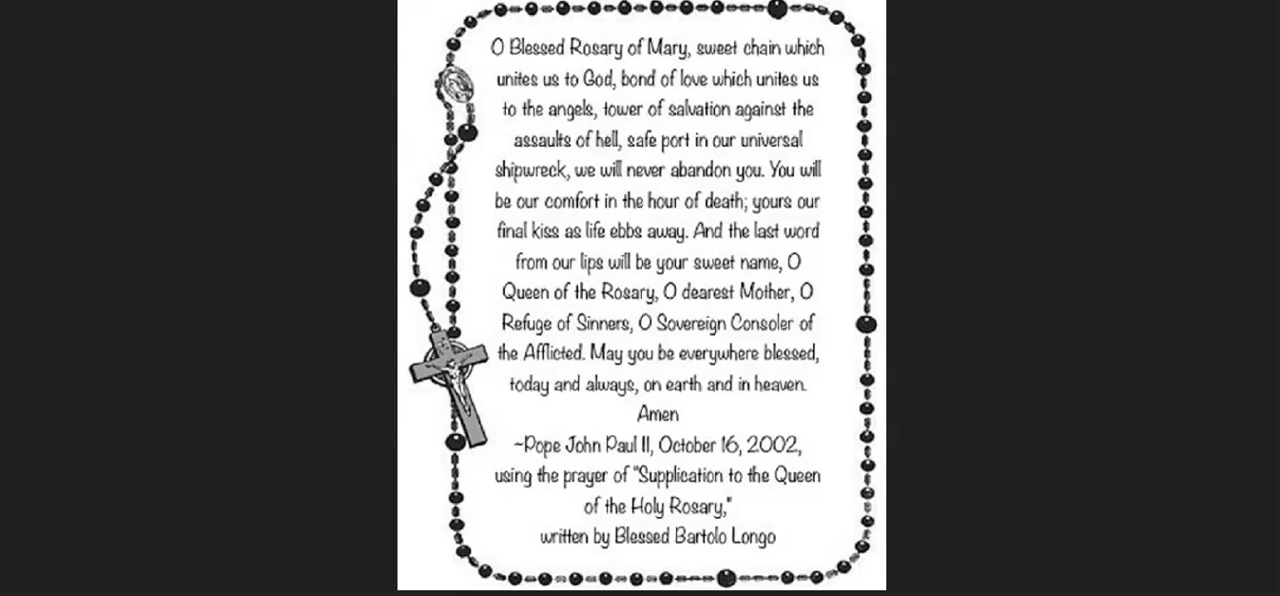 O Blessed Rosary of Mary, sweet chain which
unites us to God, bond of love which unites us
to the angels, tower of salvation against the
assaults of hell, safe port in our universal
shipwreck, we will never abandon you. You will
be our comfort in the hour of death; yours our
final kiss as life ebbs away. And the last word
from our lips will be your sweet name, O
Queen of the Rosary, O dearest Mother, O
Refuge of Sinners, O Sovereign Consoler of
the Afflicted. May you be everywhere blessed,
today and always, on earth and in heaven.
Amen
~Pope John Paul II, October 16, 2002,
using the prayer of "Supplication to the Queen
of the Holy Rosary,"
written by Blessed Bartolo Longo